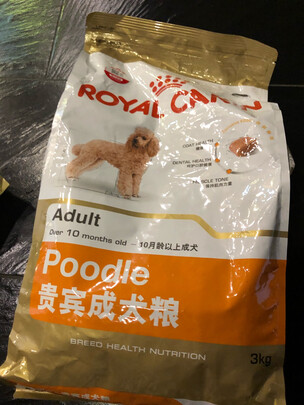 ROYAL CANIN
COAT HEALTH
DENTAL HEALTH
MUSCLE TONE
Adult
Over 10 months old – 10月龄以上成犬
Poodle
贵宾成犬粮
BREED HEALTH NUTRITION
3kg